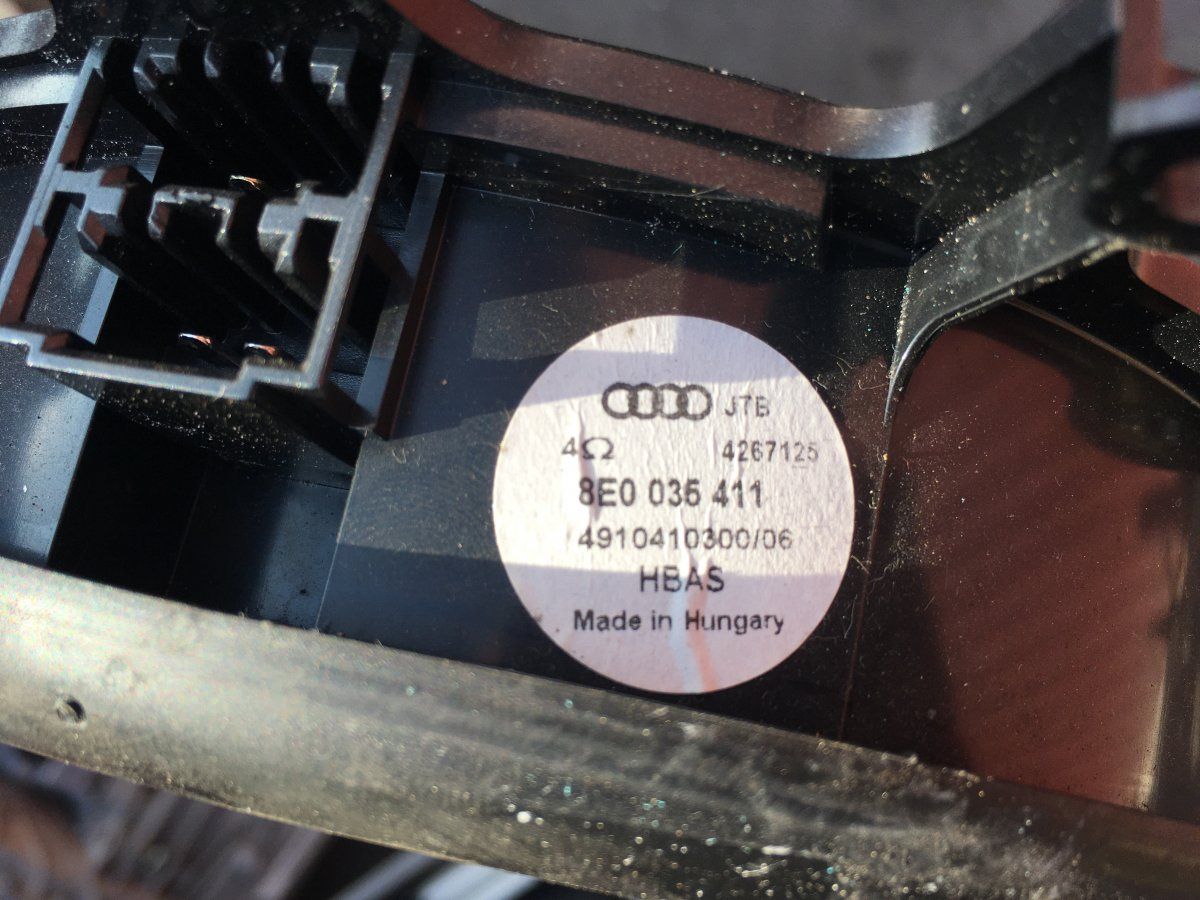 JTB
4Ω 4267125
8E0 035 411
4910410300/06
HBAS
Made in Hungary